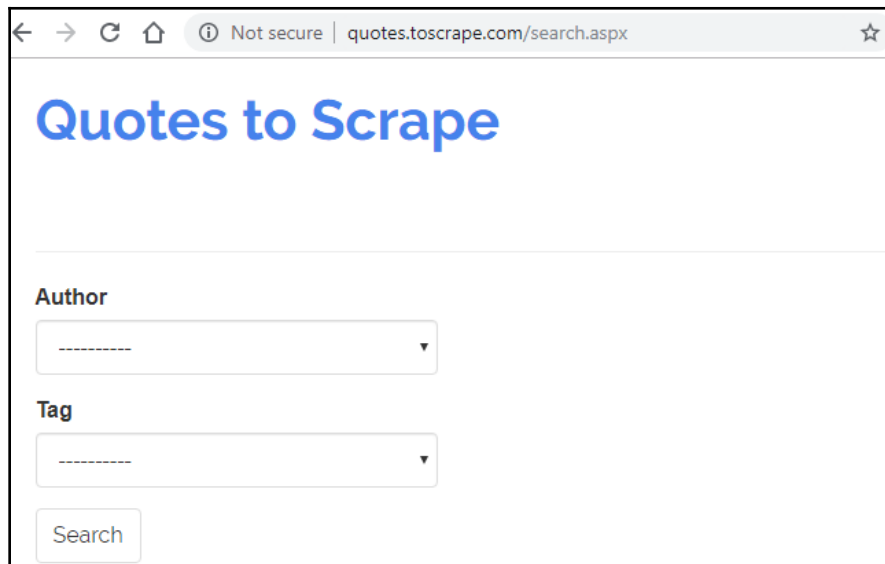 Not secure | quotes.toscrape.com/search.aspx
Quotes to Scrape
Author
----------
Tag
----------
Search